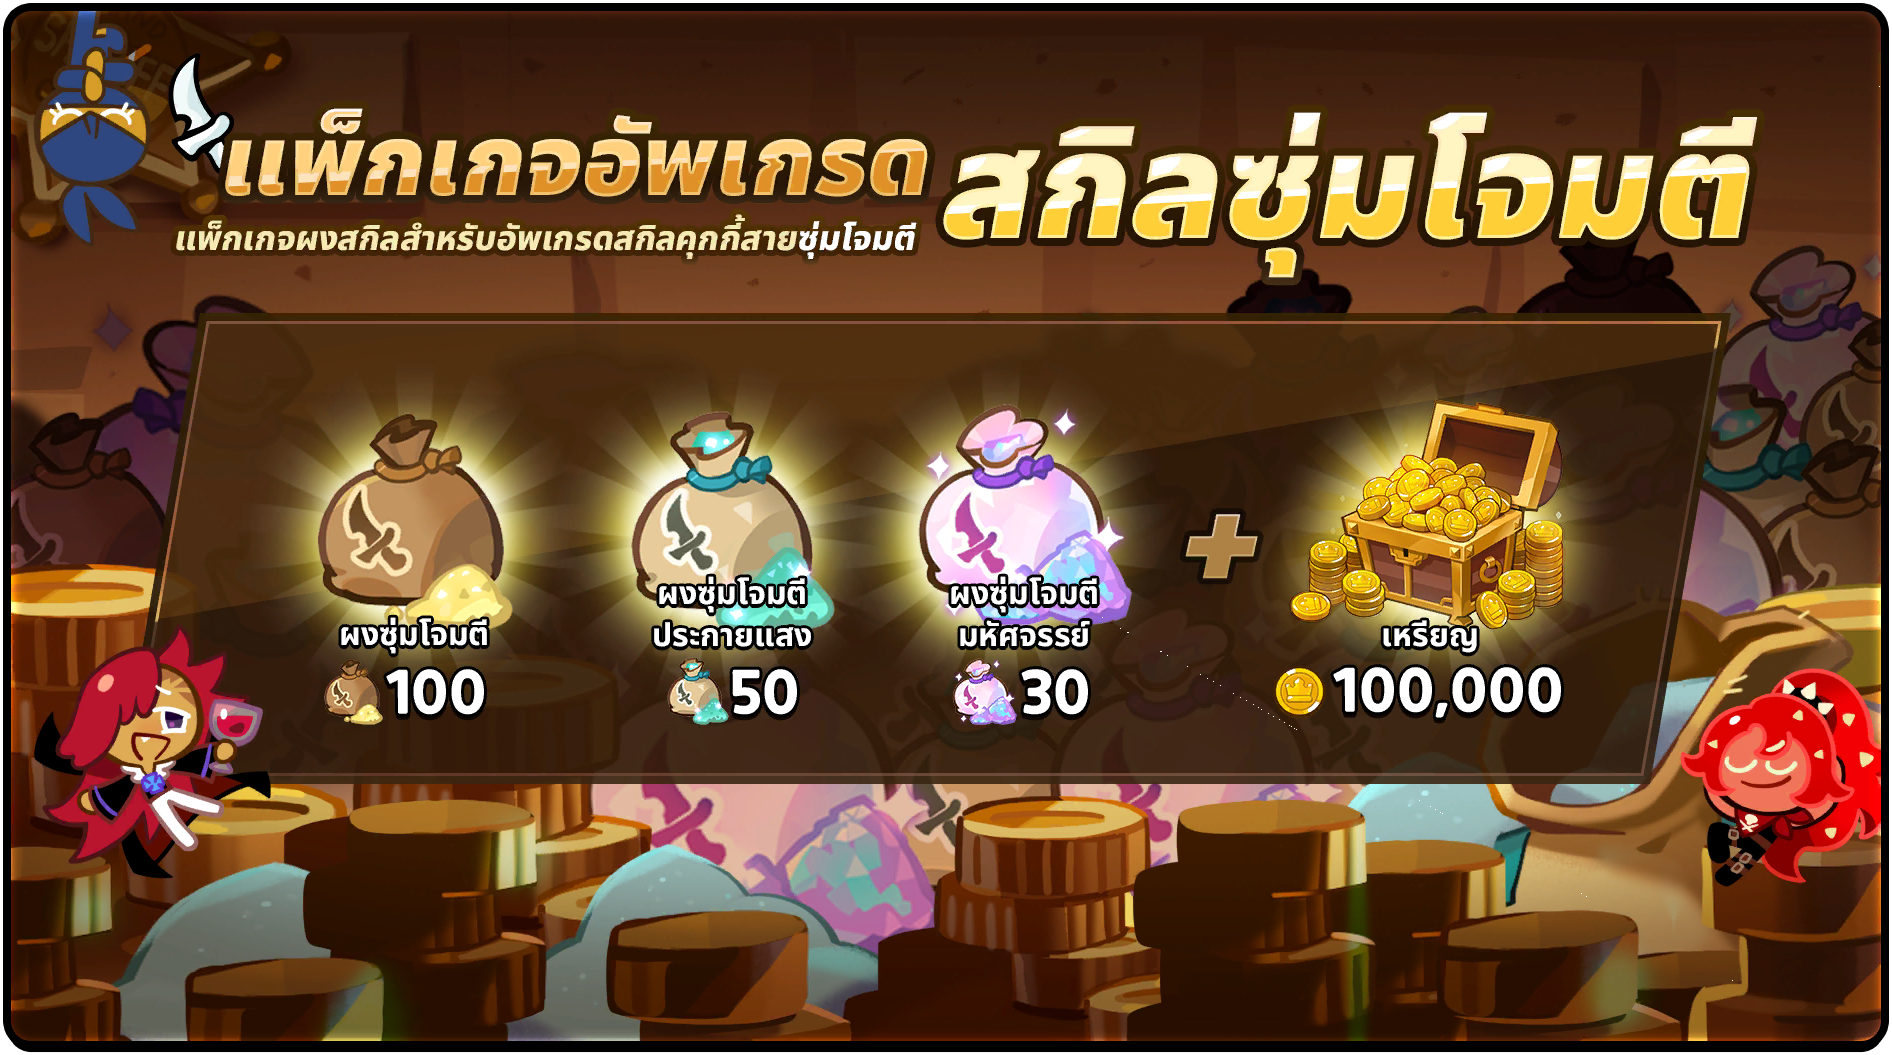 แพ็กเกจอัพเกรด สกิลซุ่มโจมตี
แพ็กเกจผงสกิลสำหรับอัพเกรดสกิลคุกกี้สายซุ่มโจมตี
ผงซุ่มโจมตี
100
ผงซุ่มโจมตี
ประกายแสง
50
ผงซุ่มโจมตี
มหัศจรรย์
30
+
เหรียญ
100,000